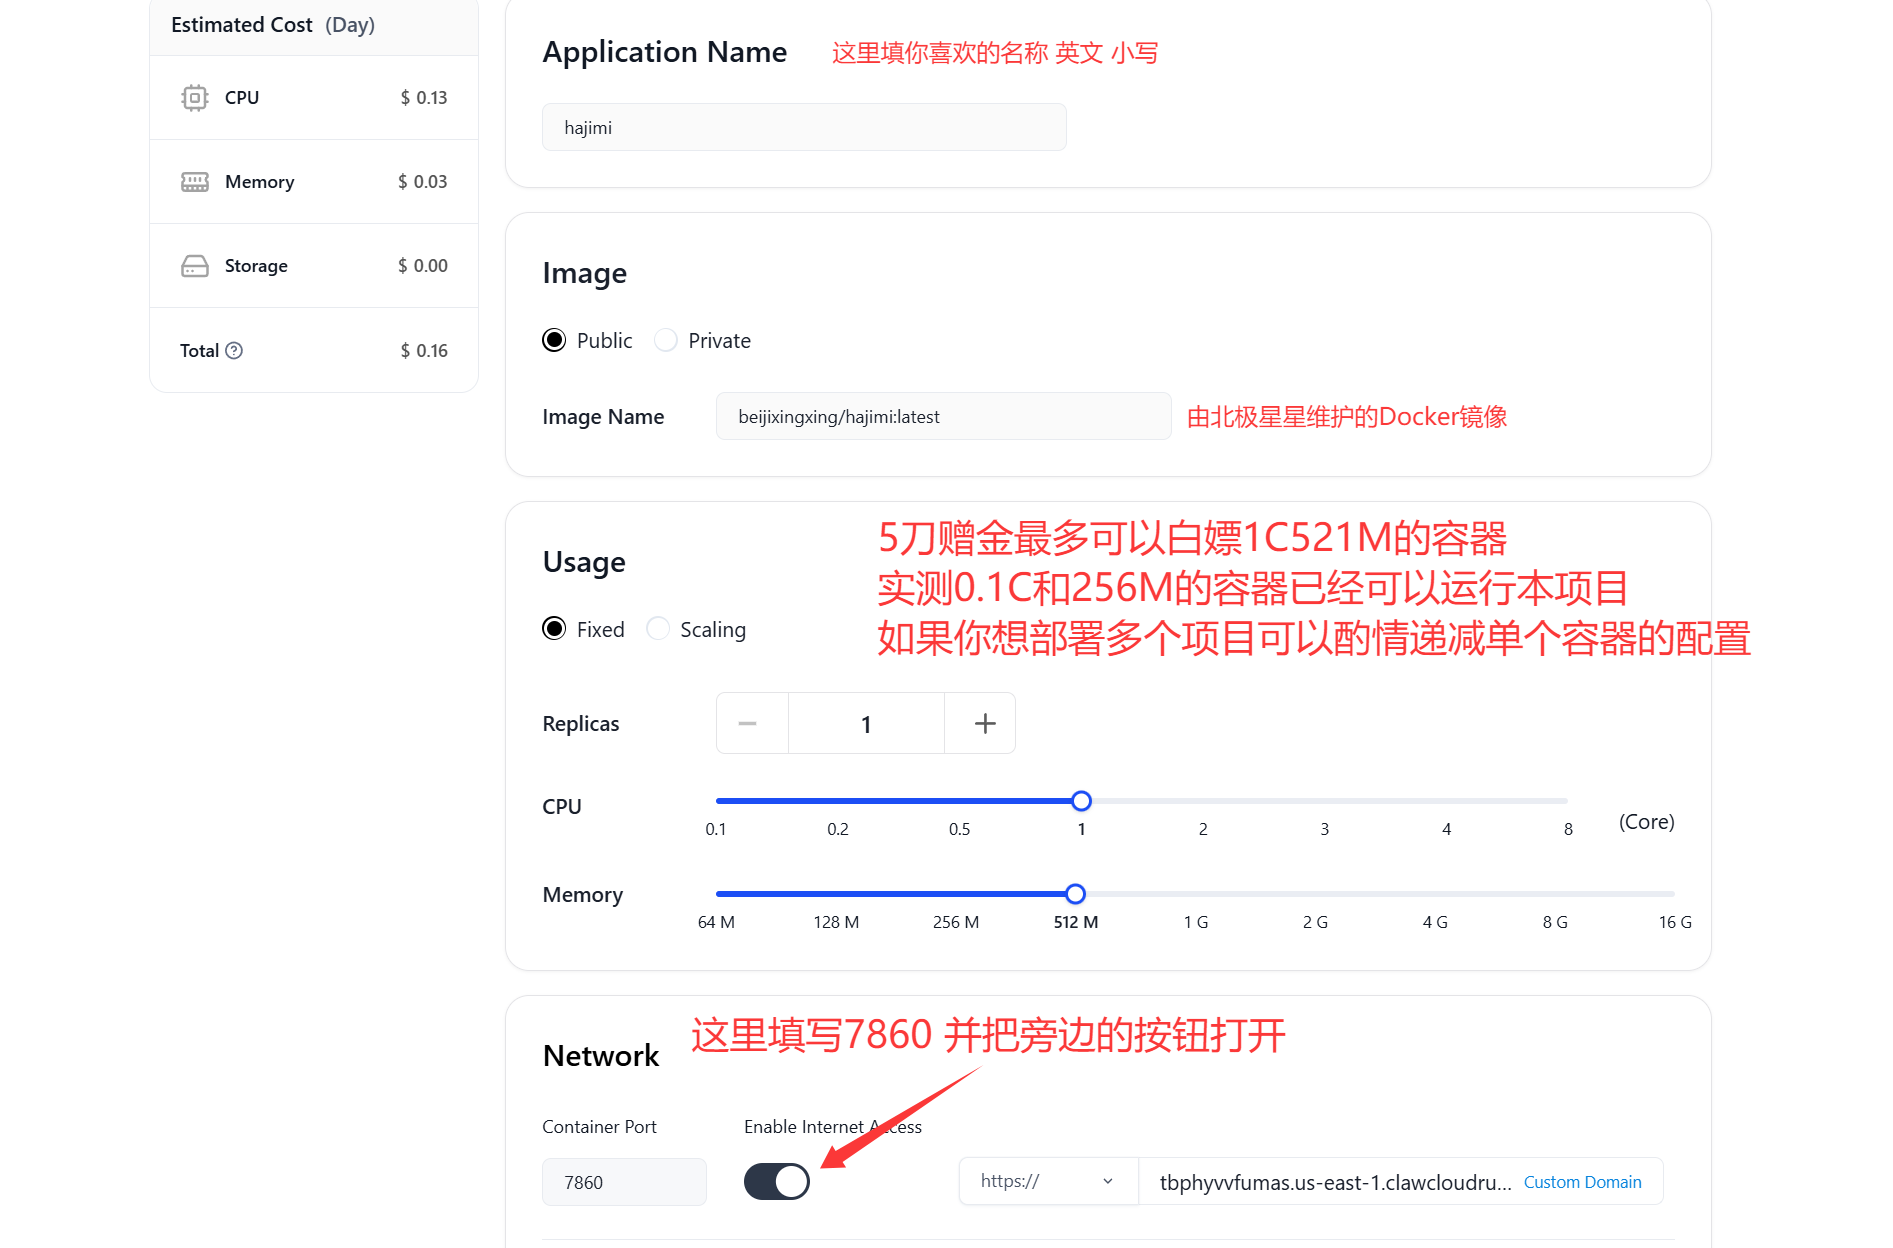 Estimated Cost (Day)
CPU $ 0.13
Memory $ 0.03
Storage $ 0.00
Total $ 0.16
Application Name 这里填你喜欢的名称 英文 小写
hajimi
Image
Public Private
Image Name beijixingxing/hajimi:latest 由北极星星维护的Docker镜像
5刀赠金最多可以白嫖1C521M的容器
实测0.1C和256M的容器已经可以运行本项目
如果你想部署多个项目可以酌情递减单个容器的配置
Usage
Fixed Scaling
Replicas 1
CPU
0.1 0.2 0.5 1 2 3 4 8 (Core)
Memory
64 M 128 M 256 M 512 M 1 G 2 G 4 G 8 G 16 G
这里填写7860 并把旁边的按钮打开
Network
Container Port Enable Internet Access
7860 https:// tbphyvvfumas.us-east-1.clawcloudru... Custom Domain